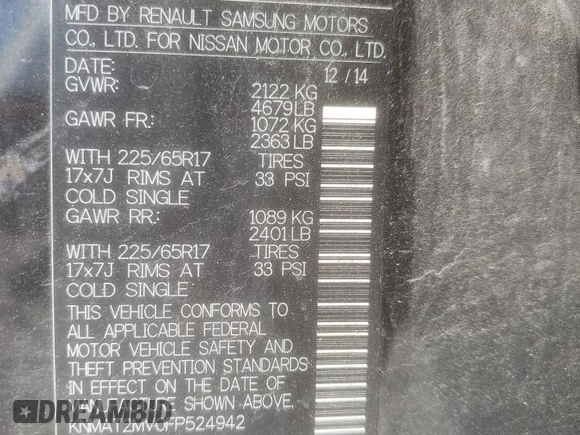 MFD BY RENAULT SAMSUNG MOTORS
CO., LTD. FOR NISSAN MOTOR CO., LTD.
DATE: 12 / 14
GVWR: 2122 KG
4679 LB
GAWR FR.: 1072 KG
2363 LB
WITH 225/65R17 TIRES
17x7J RIMS AT 33 PSI
COLD SINGLE
GAWR RR.: 1089 KG
2401 LB
WITH 225/65R17 TIRES
17x7J RIMS AT 33 PSI
COLD SINGLE
THIS VEHICLE CONFORMS TO
ALL APPLICABLE FEDERAL
MOTOR VEHICLE SAFETY AND
THEFT PREVENTION STANDARDS
IN EFFECT ON THE DATE OF
SHOWN ABOVE.
KNMAT2MV0FP524942
DREAMBID